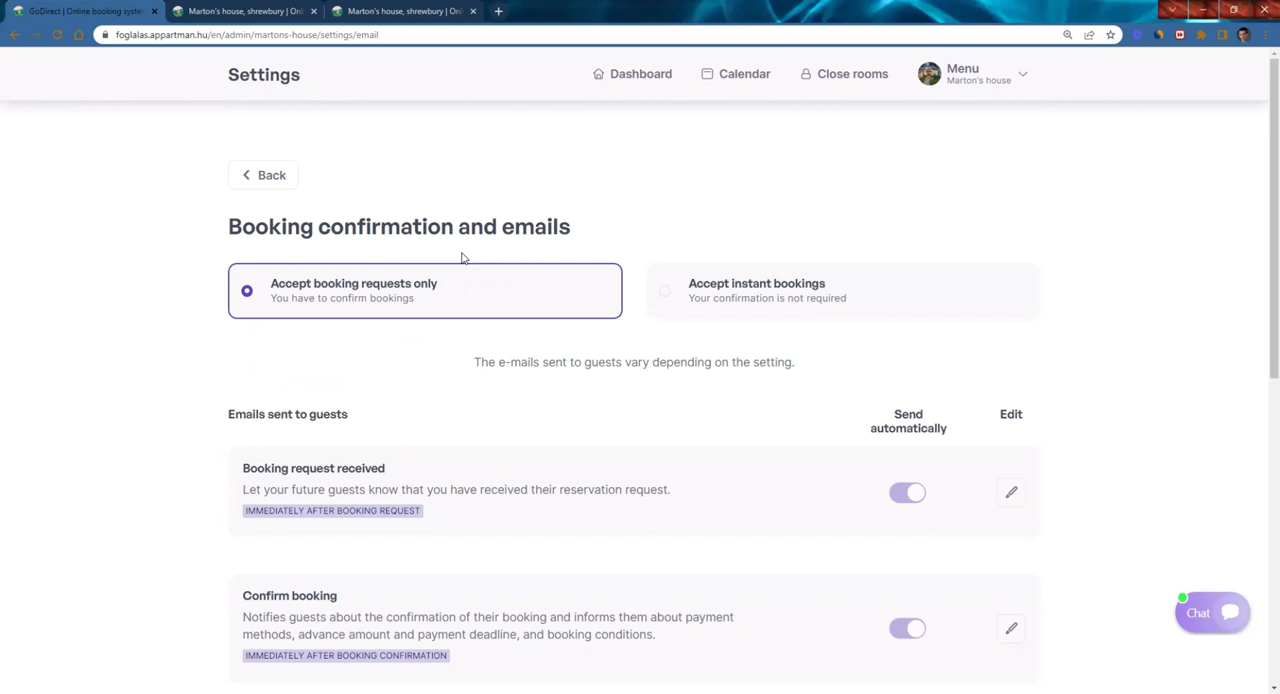 GoDirect | Online booking system
Marton's house, shrewbury | Onl
Marton's house, shrewbury | Onl
foglalas.appartman.hu/en/admin/martons-house/settings/email
Settings
Dashboard
Calendar
Close rooms
Menu
Marton's house
Back
Booking confirmation and emails
Accept booking requests only
You have to confirm bookings
Accept instant bookings
Your confirmation is not required
The e-mails sent to guests vary depending on the setting.
Emails sent to guests
Send
automatically
Edit
Booking request received
Let your future guests know that you have received their reservation request.
IMMEDIATELY AFTER BOOKING REQUEST
Confirm booking
Notifies guests about the confirmation of their booking and informs them about payment
methods, advance amount and payment deadline, and booking conditions.
IMMEDIATELY AFTER BOOKING CONFIRMATION
Chat